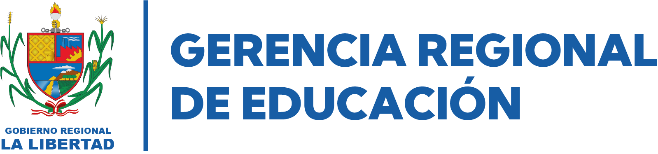 GOBIERNO REGIONAL
LA LIBERTAD
GERENCIA REGIONAL
DE EDUCACIÓN